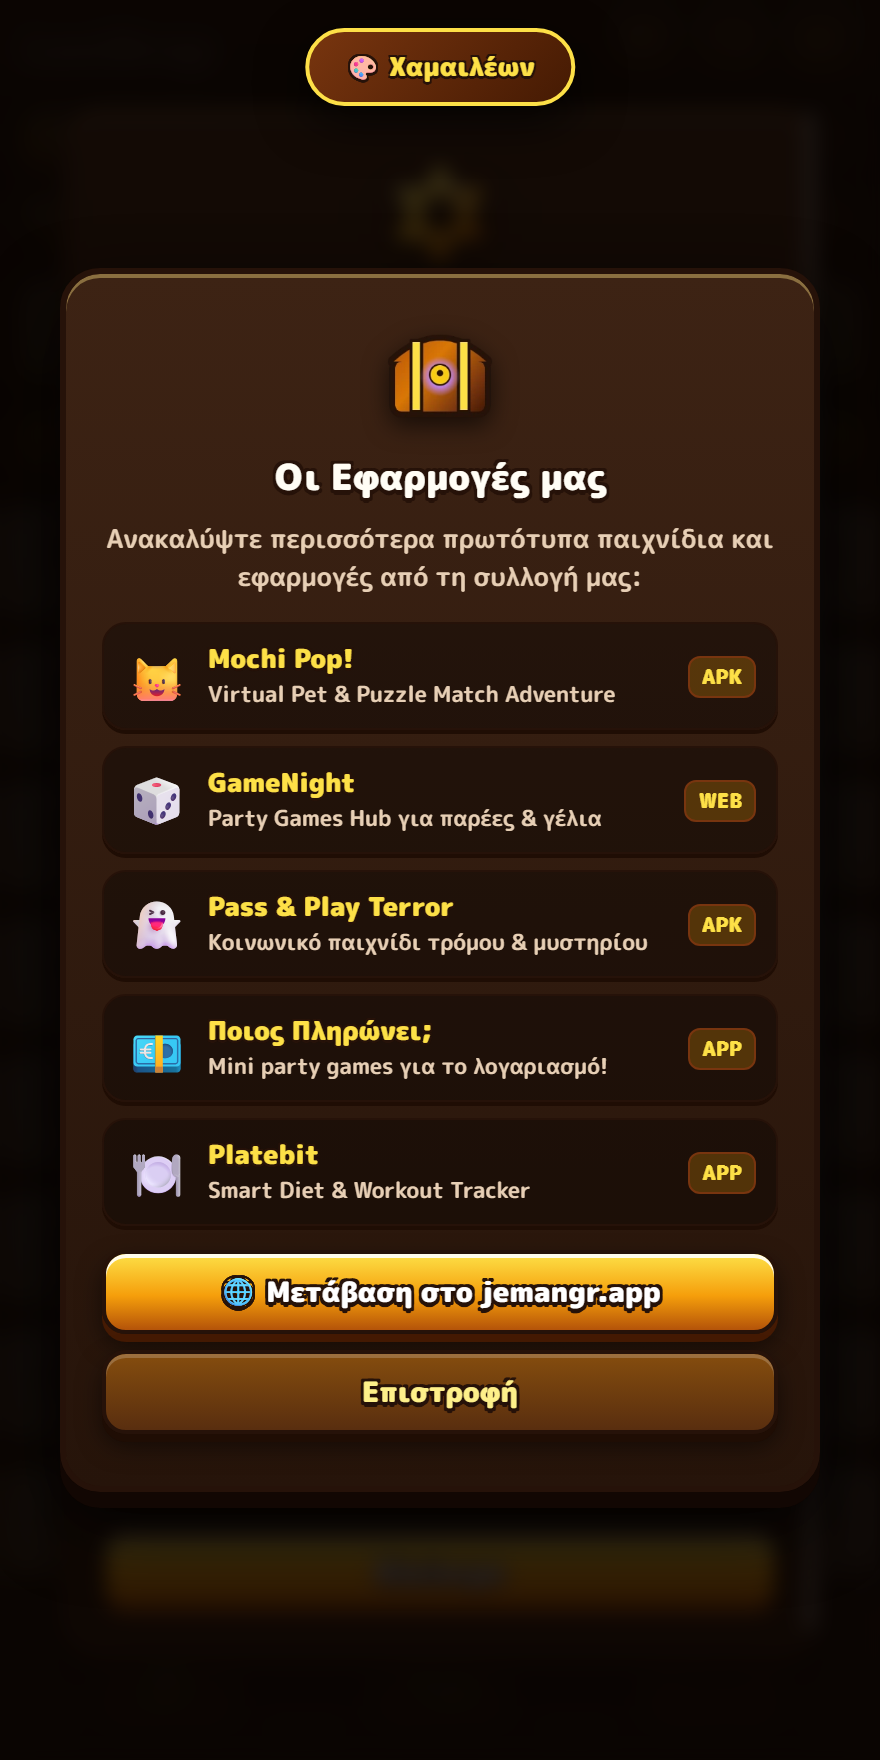 Χαμαιλέων
Οι Εφαρμογές μας
Ανακαλύψτε περισσότερα πρωτότυπα παιχνίδια και
εφαρμογές από τη συλλογή μας:
Mochi Pop!
Virtual Pet & Puzzle Match Adventure
APK
GameNight
Party Games Hub για παρέες & γέλια
WEB
Pass & Play Terror
Κοινωνικό παιχνίδι τρόμου & μυστηρίου
APK
Ποιος Πληρώνει;
Mini party games για το λογαριασμό!
APP
Platebit
Smart Diet & Workout Tracker
APP
Μετάβαση στο jemangr.app
Επιστροφή